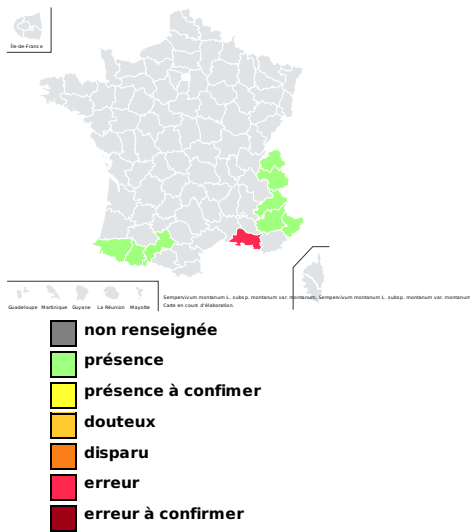 Île-de-France
Guadeloupe Martinique Guyane La Réunion Mayotte
Sempervivum montanum L. subsp. montanum var. montanum, Sempervivum montanum L. subsp. montanum var. montanum
Carte en cours d'élaboration.
non renseignée
présence
présence à confimer
douteux
disparu
erreur
erreur à confirmer